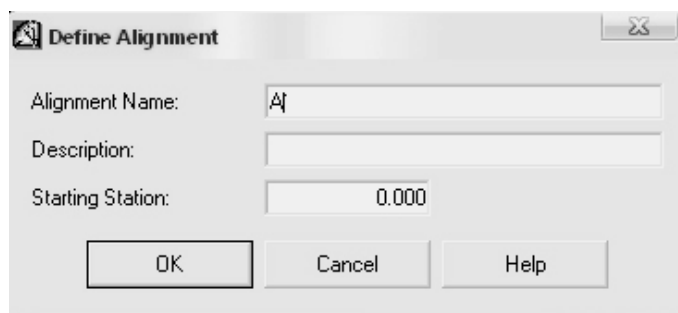 Define Alignment
Alignment Name: A
Description:
Starting Station: 0.000
OK Cancel Help